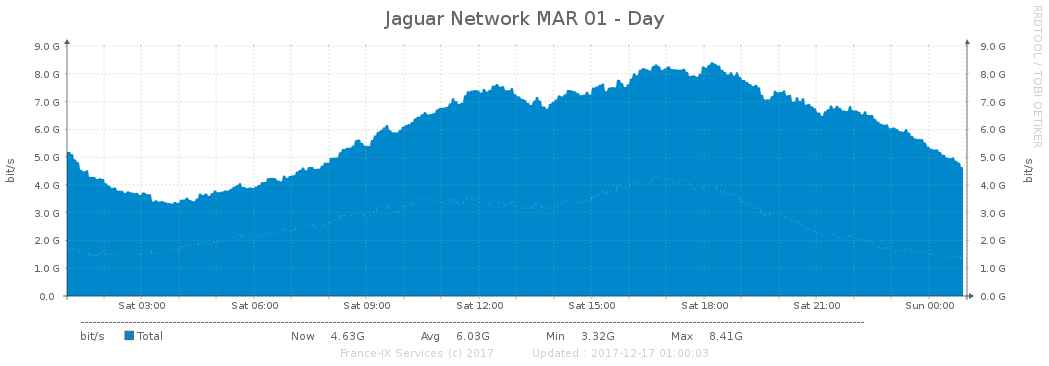 Jaguar Network MAR 01 - Day
RRDTOOL / TOBI OETIKER
9.0 G 9.0 G
8.0 G 8.0 G
7.0 G 7.0 G
6.0 G 6.0 G
5.0 G 5.0 G
4.0 G 4.0 G
3.0 G 3.0 G
2.0 G 2.0 G
1.0 G 1.0 G
0.0 0.0 G
bit/s bit/s
Sat 03:00 Sat 06:00 Sat 09:00 Sat 12:00 Sat 15:00 Sat 18:00 Sat 21:00 Sun 00:00
bit/s Total Now 4.63G Avg 6.03G Min 3.32G Max 8.41G
France-IX Services (c) 2017 Updated : 2017-12-17 01:00:03